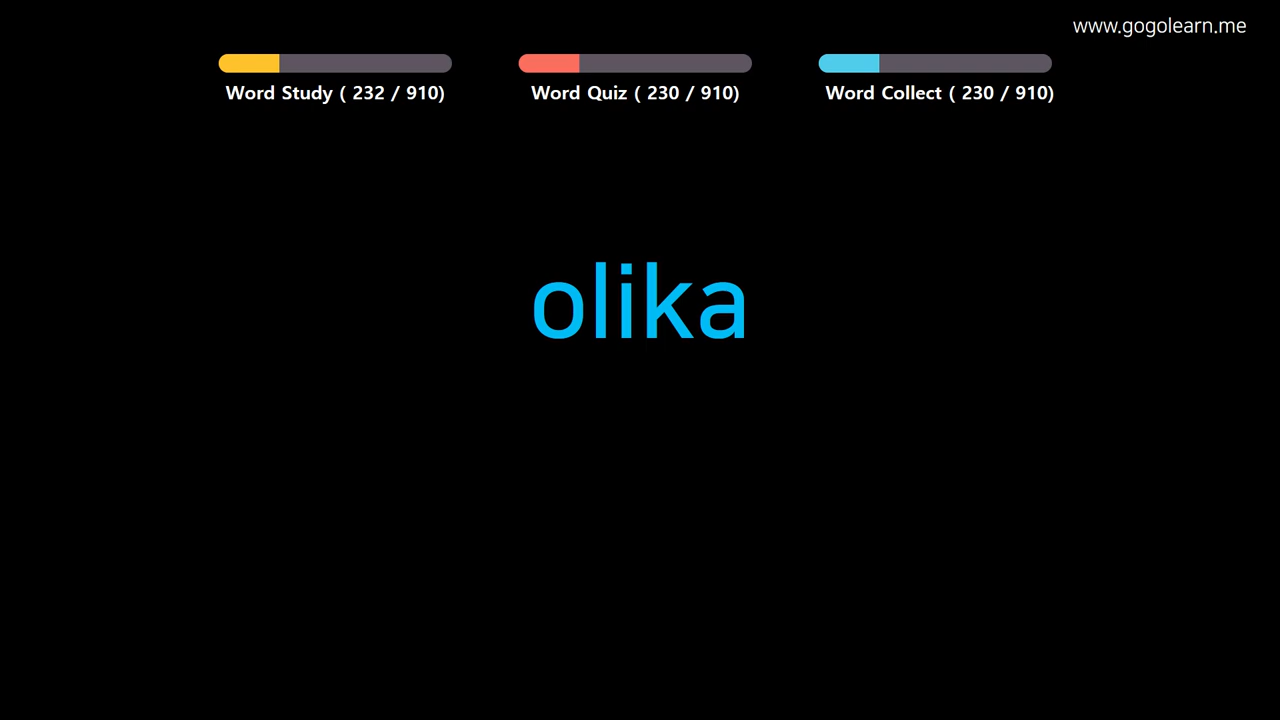 www.gogolearn.me
Word Study ( 232 / 910)
Word Quiz ( 230 / 910)
Word Collect ( 230 / 910)
olika